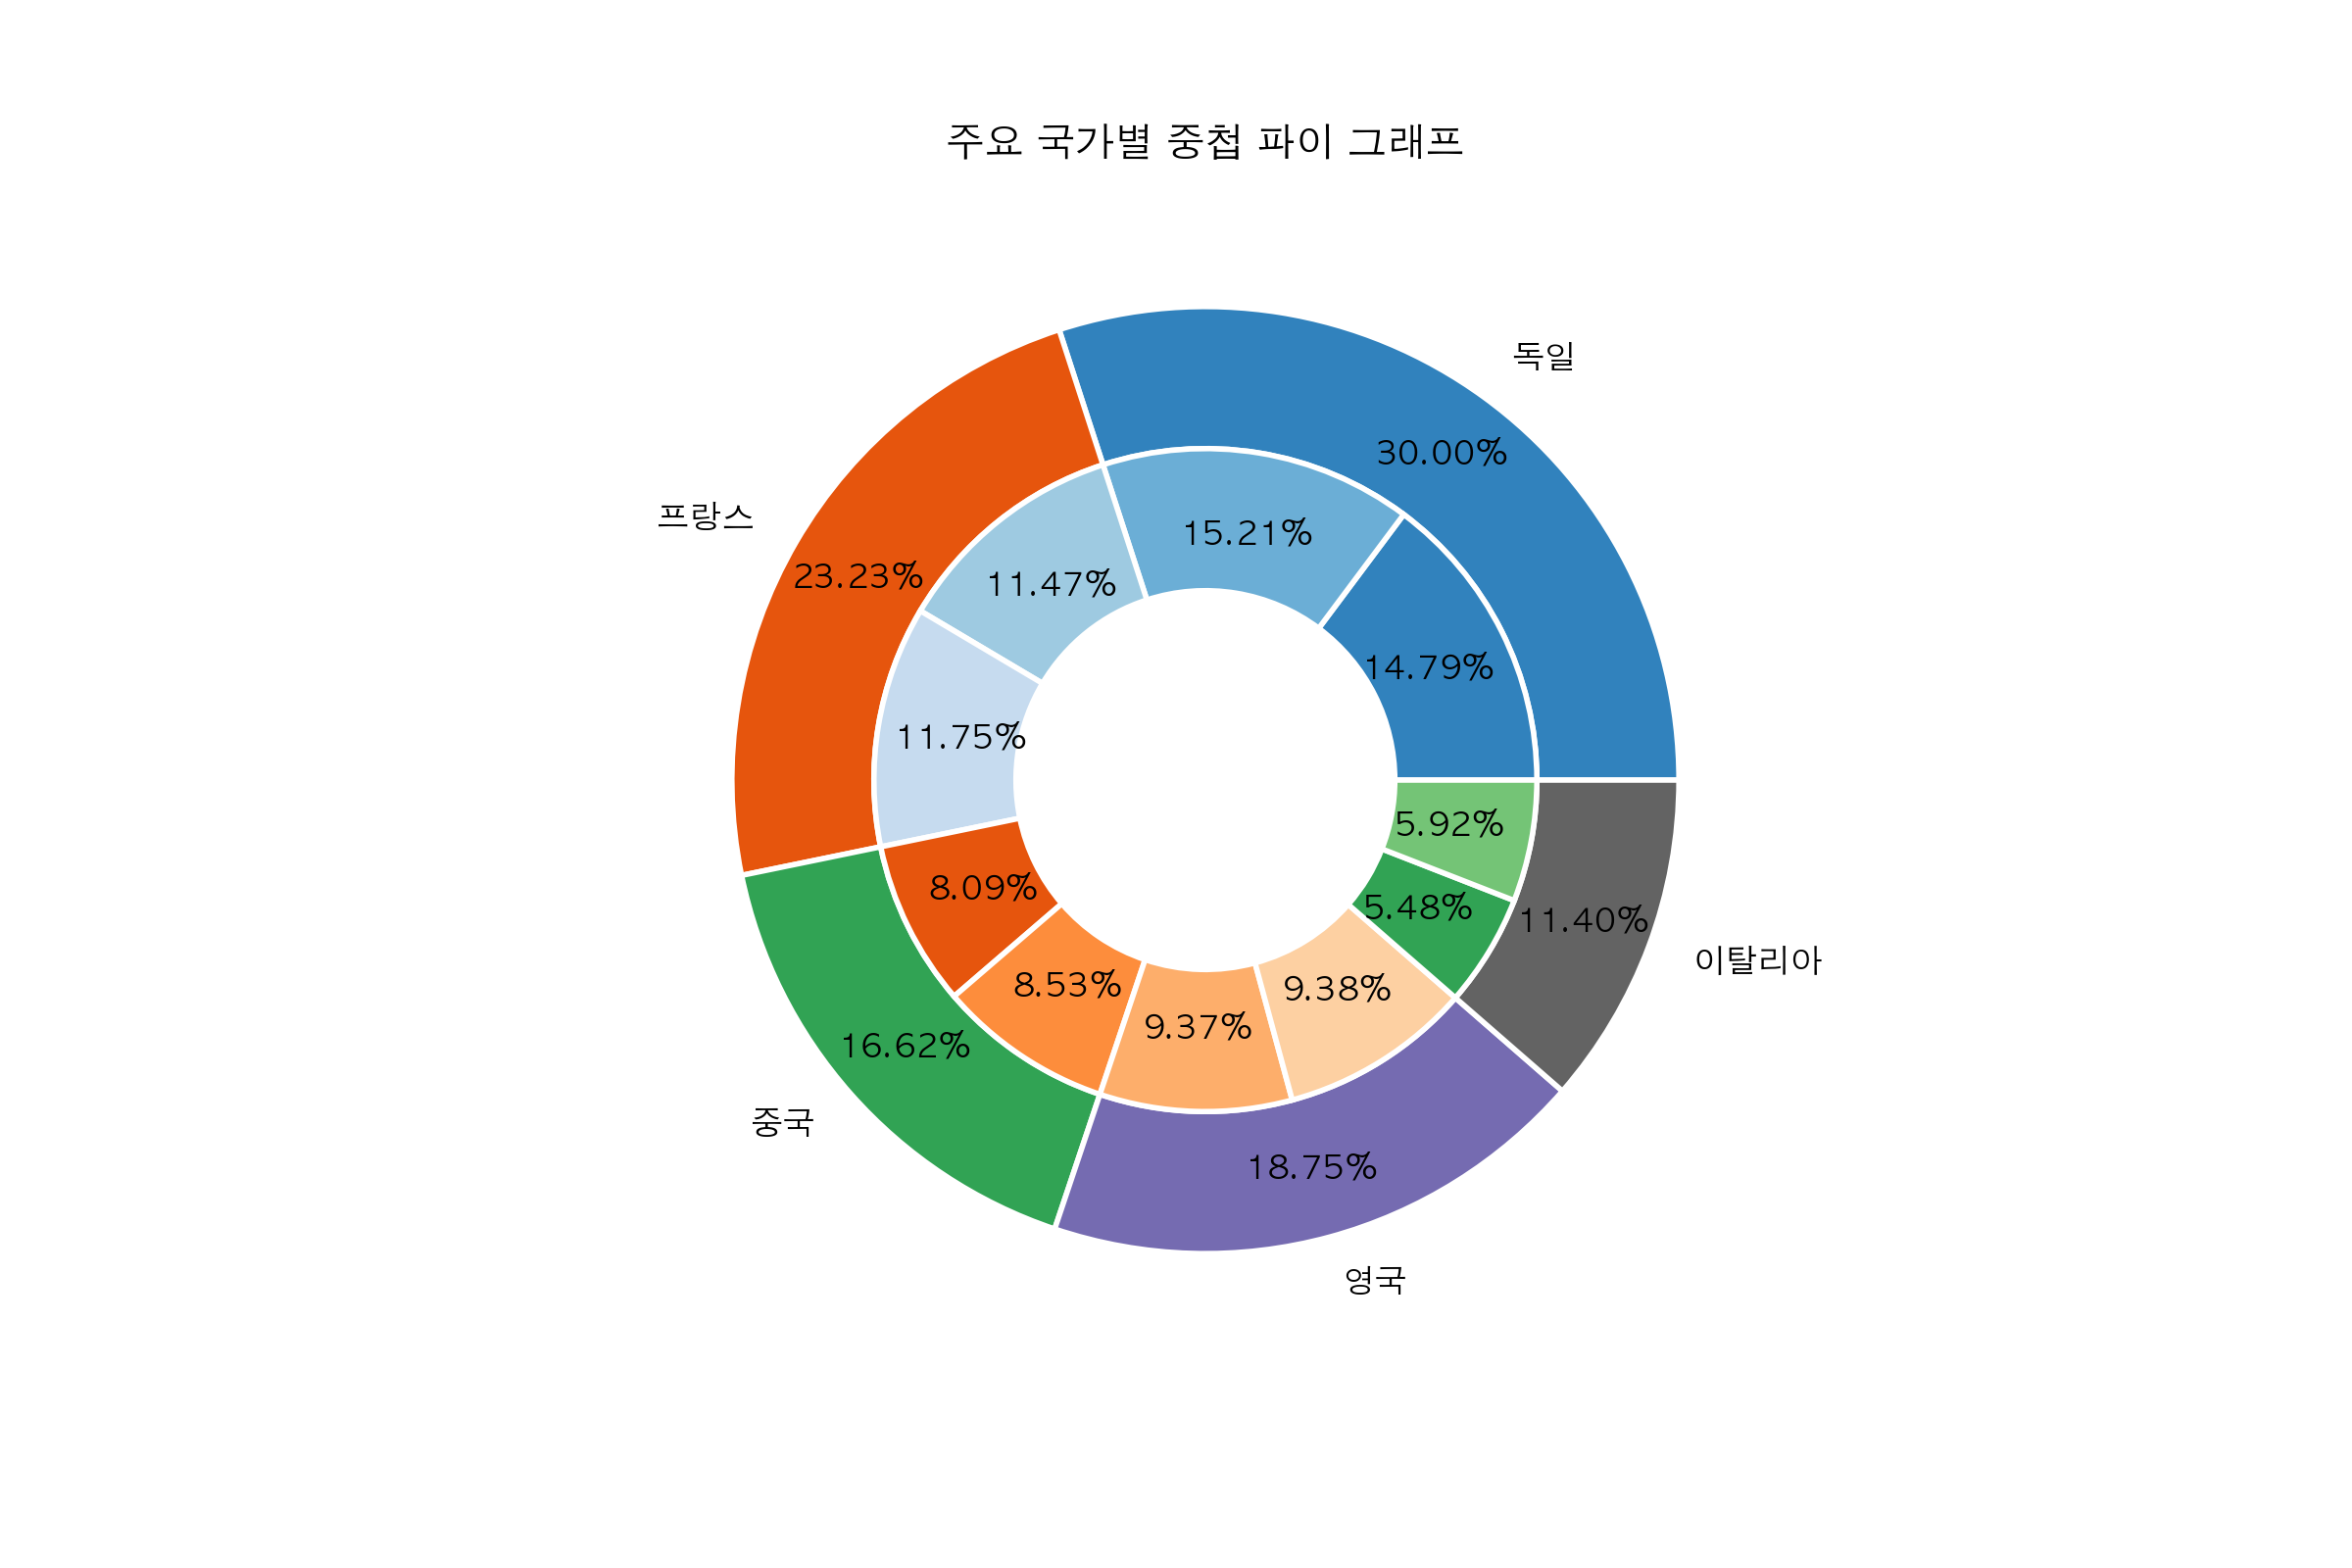 주요 국가별 중첩 파이 그래프
독일
30.00%
프랑스
15.21%
23.23%
11.47%
14.79%
11.75%
5.92%
8.09%
5.48%
11.40%
이탈리아
8.53%
9.38%
9.37%
16.62%
중국
18.75%
영국